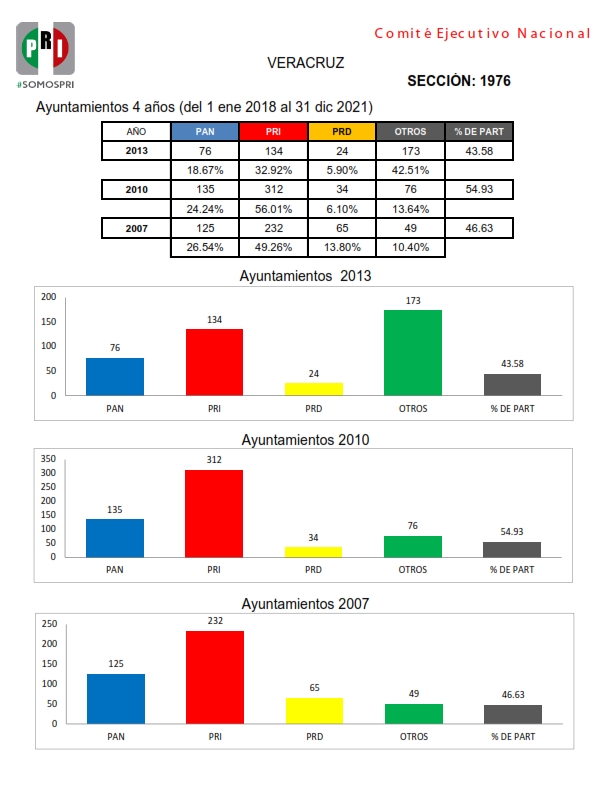 Comité Ejecutivo Nacional
PRI
#SOMOSPRI
VERACRUZ
SECCIÓN: 1976
Ayuntamientos 4 años (del 1 ene 2018 al 31 dic 2021)
AÑO PAN PRI PRD OTROS % DE PART
2013 76 134 24 173 43.58
18.67% 32.92% 5.90% 42.51%
2010 135 312 34 76 54.93
24.24% 56.01% 6.10% 13.64%
2007 125 232 65 49 46.63
26.54% 49.26% 13.80% 10.40%
Ayuntamientos 2013
200
150
100
50
0
76
134
24
173
43.58
PAN PRI PRD OTROS % DE PART
Ayuntamientos 2010
350
300
250
200
150
100
50
0
135
312
34
76
54.93
PAN PRI PRD OTROS % DE PART
Ayuntamientos 2007
250
200
150
100
50
0
125
232
65
49
46.63
PAN PRI PRD OTROS % DE PART